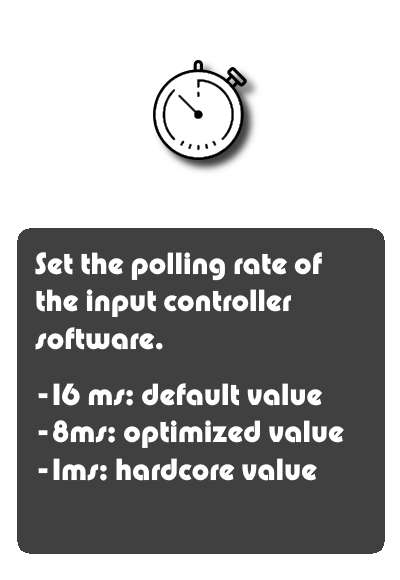 Set the polling rate of
the input controller
software.
-16 ms: default value
-8ms: optimized value
-1ms: hardcore value